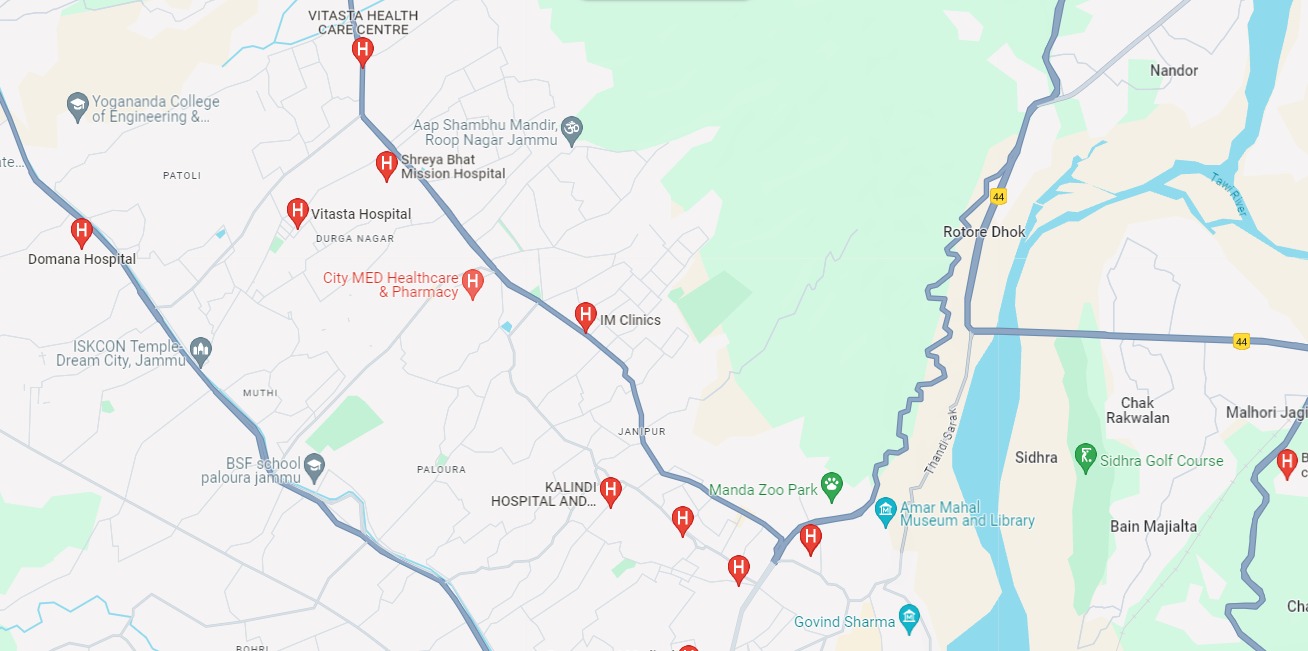 VITASTA HEALTH
CARE CENTRE
H
Nandor
Yogananda College
of Engineering &...
Aap Shambhu Mandir,
Roop Nagar Jammu
ate...
H
Shreya Bhat
Mission Hospital
PATOLI
Tawi River
44
H
Vitasta Hospital
H
Domana Hospital
DURGA NAGAR
Rotore Dhok
City MED Healthcare
& Pharmacy
H
H
IM Clinics
44
ISKCON Temple-
Dream City, Jammu
MUTHI
Chak
Rakwalan
Malhori Jagi
JANIPUR
Thandi Sarak
BSF school
paloura jammu
PALOURA
Sidhra
Sidhra Golf Course
H
B
c
KALINDI
HOSPITAL AND...
H
Manda Zoo Park
Amar Mahal
Museum and Library
H
Bain Majialta
H
H
Govind Sharma
Cha
BOHRI